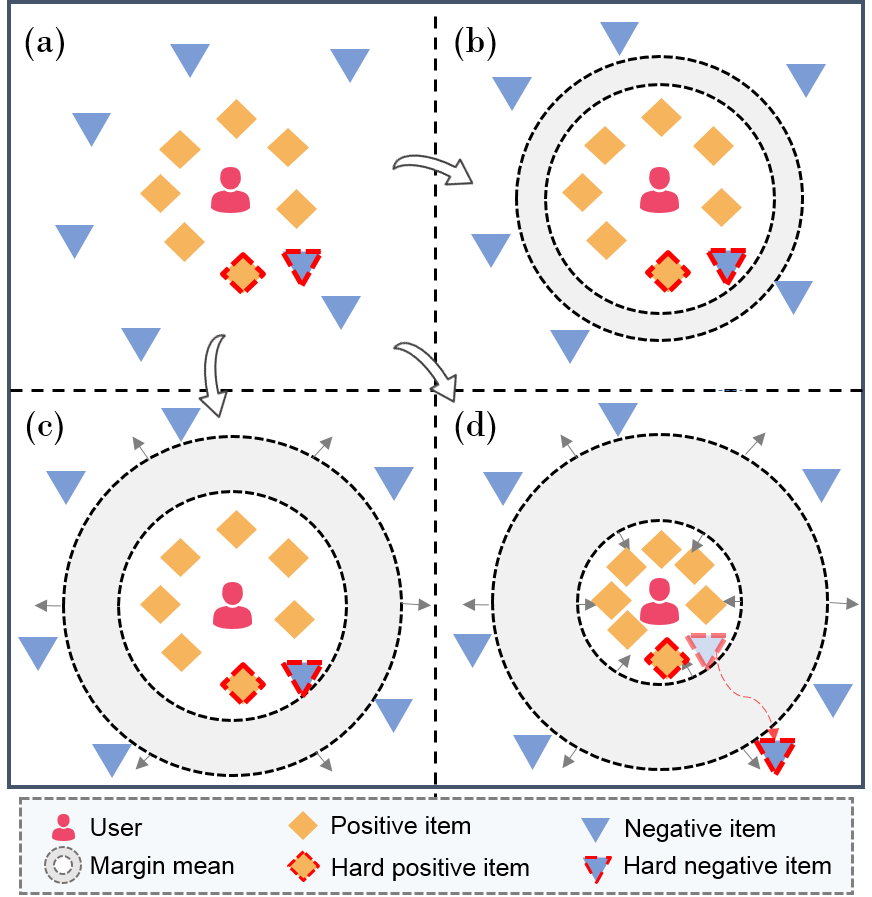 (a)
(b)
(c)
(d)
User
Positive item
Negative item
Margin mean
Hard positive item
Hard negative item